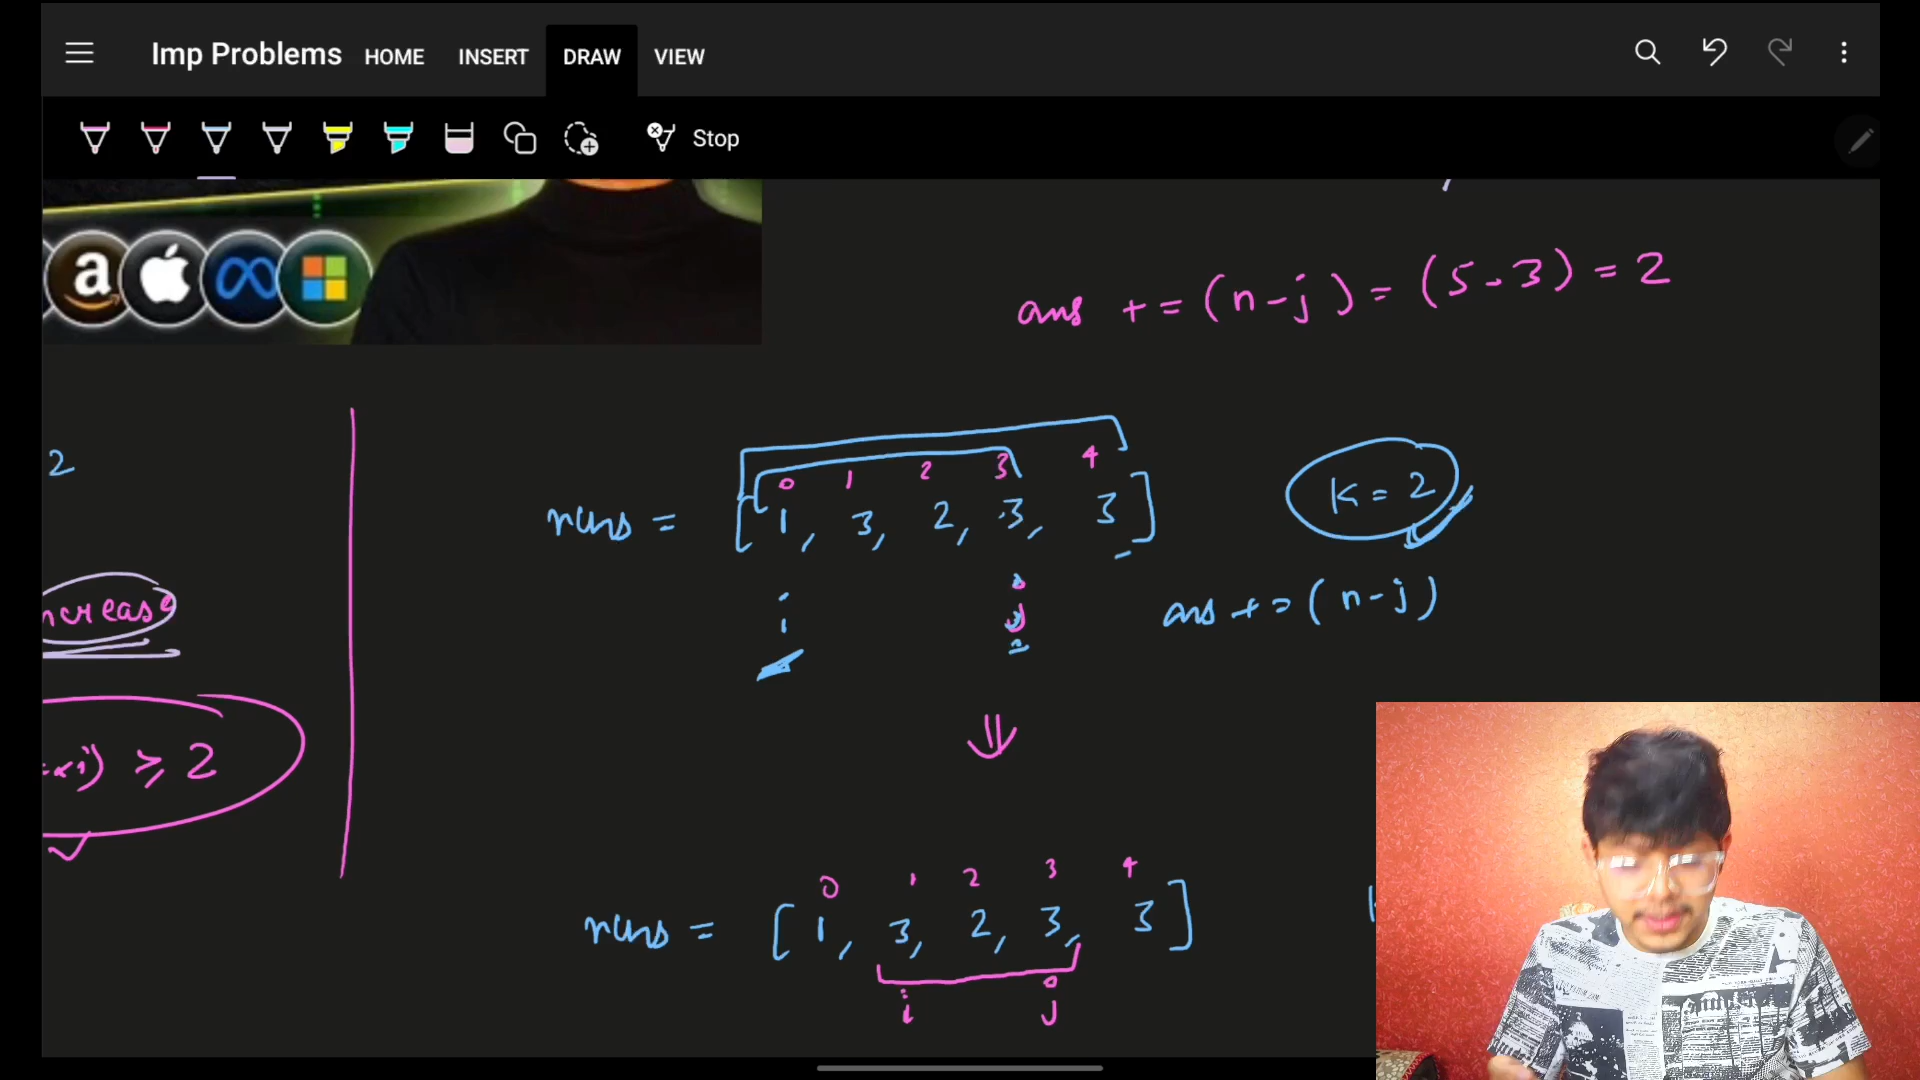 Imp Problems HOME INSERT DRAW VIEW
Stop
ans += (n-j) = (5-3) = 2
2
0 1 2 3 4
nums = [1, 3, 2, 3, 3]
K = 2
i j
ans += (n-j)
ncrease
⩾ 2
0 1 2 3 4
nums = [1, 3, 2, 3, 3]
i j